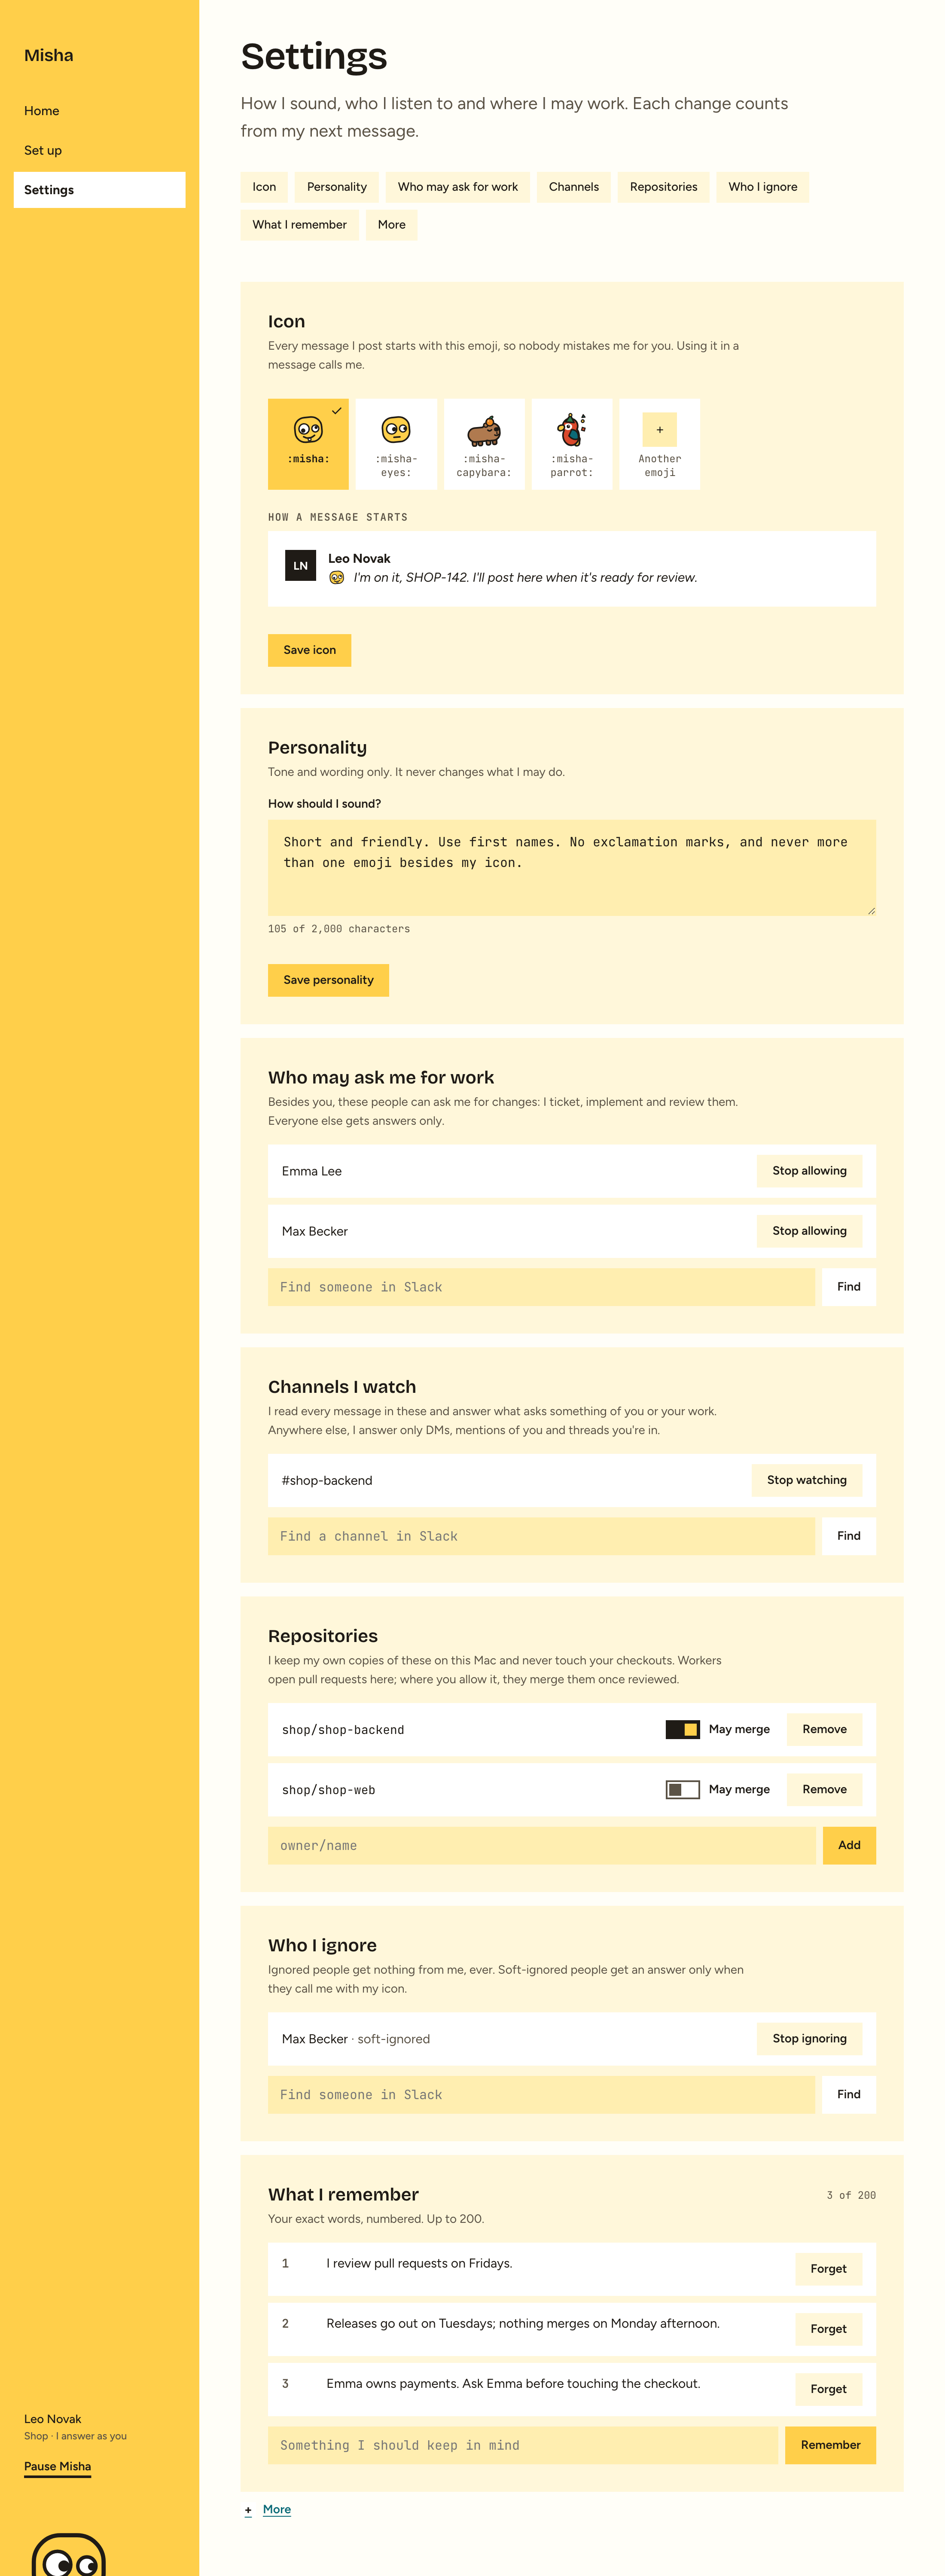 Misha
Home
Set up
Settings
Settings
How I sound, who I listen to and where I may work. Each change counts
from my next message.
Icon
Personality
Who may ask for work
Channels
Repositories
Who I ignore
What I remember
More
Icon
Every message I post starts with this emoji, so nobody mistakes me for you. Using it in a
message calls me.
:misha:
:misha-
eyes:
:misha-
capybara:
:misha-
parrot:
+
Another
emoji
HOW A MESSAGE STARTS
LN
Leo Novak
I'm on it, SHOP-142. I'll post here when it's ready for review.
Save icon
Personality
Tone and wording only. It never changes what I may do.
How should I sound?
Short and friendly. Use first names. No exclamation marks, and never more
than one emoji besides my icon.
105 of 2,000 characters
Save personality
Who may ask me for work
Besides you, these people can ask me for changes: I ticket, implement and review them.
Everyone else gets answers only.
Emma Lee
Stop allowing
Max Becker
Stop allowing
Find someone in Slack
Find
Channels I watch
I read every message in these and answer what asks something of you or your work.
Anywhere else, I answer only DMs, mentions of you and threads you're in.
#shop-backend
Stop watching
Find a channel in Slack
Find
Repositories
I keep my own copies of these on this Mac and never touch your checkouts. Workers
open pull requests here; where you allow it, they merge them once reviewed.
shop/shop-backend
May merge
Remove
shop/shop-web
May merge
Remove
owner/name
Add
Who I ignore
Ignored people get nothing from me, ever. Soft-ignored people get an answer only when
they call me with my icon.
Max Becker · soft-ignored
Stop ignoring
Find someone in Slack
Find
What I remember
3 of 200
Your exact words, numbered. Up to 200.
1
I review pull requests on Fridays.
Forget
2
Releases go out on Tuesdays; nothing merges on Monday afternoon.
Forget
3
Emma owns payments. Ask Emma before touching the checkout.
Forget
Something I should keep in mind
Remember
+ More
Leo Novak
Shop · I answer as you
Pause Misha